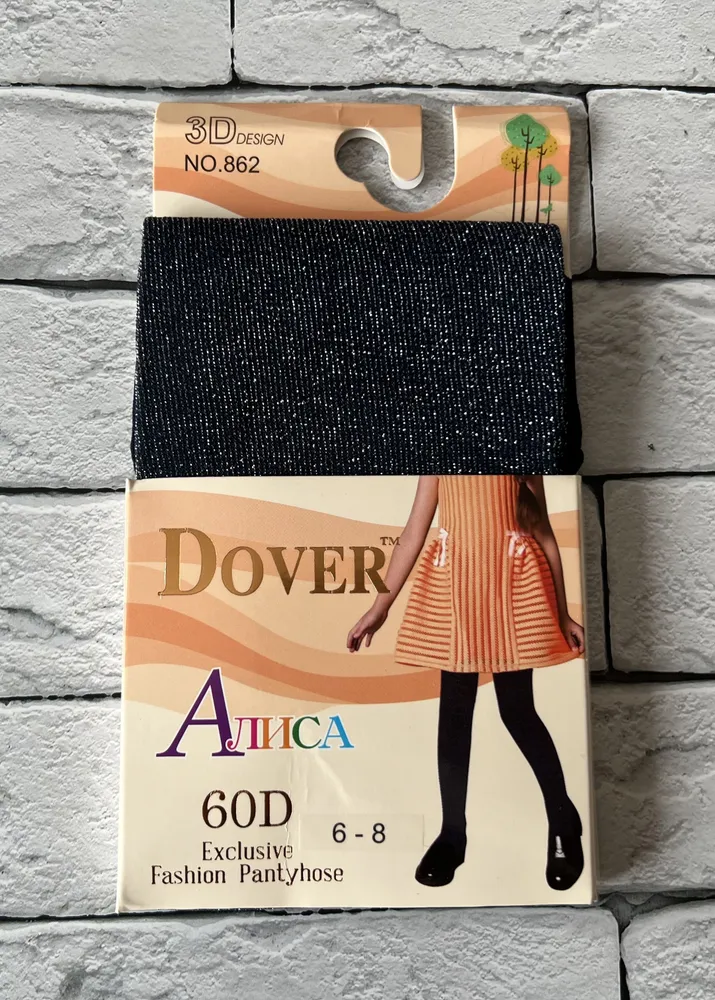 3D DESIGN
NO.862
DOVER™
АЛИСА
60D
6 - 8
Exclusive
Fashion Pantyhose